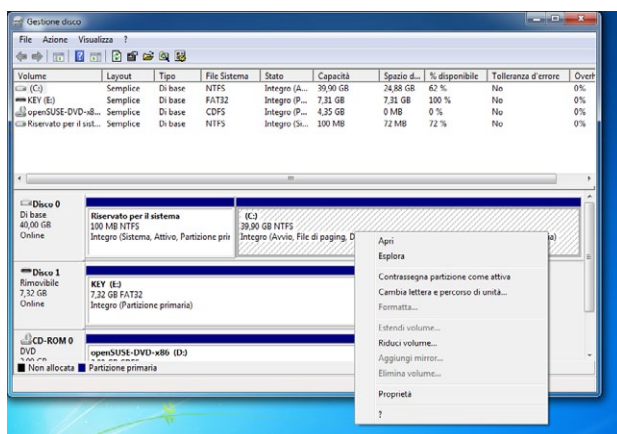 Gestione disco
File Azione Visualizza ?
Volume Layout Tipo File Sistema Stato Capacità Spazio d... % disponibile Tolleranza d'errore Overh
(C:) Semplice Di base NTFS Integro (A... 39,90 GB 24,88 GB 62 % No 0%
KEY (E:) Semplice Di base FAT32 Integro (P... 7,31 GB 7,31 GB 100 % No 0%
openSUSE-DVD-x8... Semplice Di base CDFS Integro (P... 4,35 GB 0 MB 0 % No 0%
Riservato per il sist... Semplice Di base NTFS Integro (Si... 100 MB 72 MB 72 % No 0%
Disco 0
Di base
40,00 GB
Online
Riservato per il sistema
100 MB NTFS
Integro (Sistema, Attivo, Partizione pri
(C:)
39,90 GB NTFS
Integro (Avvio, File di paging, D
Disco 1
Rimovibile
7,32 GB
Online
KEY (E:)
7,32 GB FAT32
Integro (Partizione primaria)
CD-ROM 0
DVD
openSUSE-DVD-x86 (D:)
Non allocata Partizione primaria
Apri
Esplora
Contrassegna partizione come attiva
Cambia lettera e percorso di unità...
Formatta...
Estendi volume...
Riduci volume...
Aggiungi mirror...
Elimina volume...
Proprietà
?